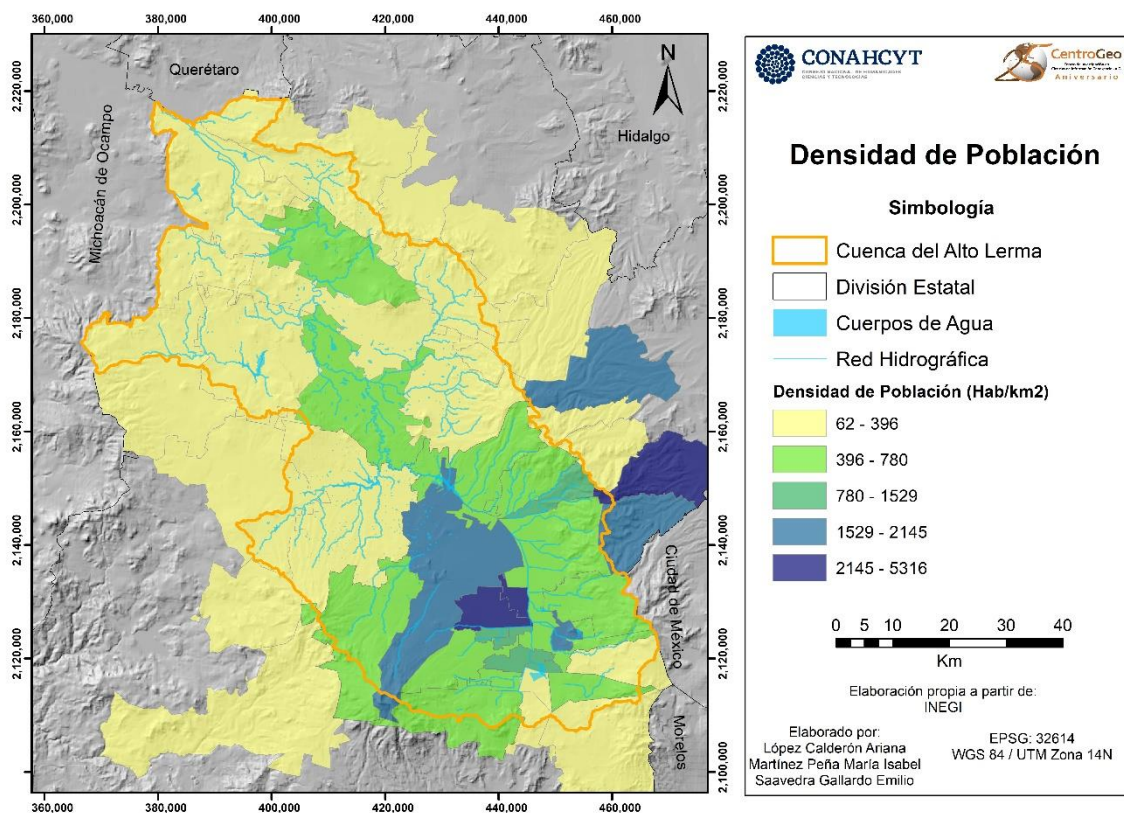 360,000
400,000
420,000
440,000
460,000
2,220,000
2,200,000
2,180,000
2,160,000
2,140,000
2,120,000
2,100,000
Querétaro
N
Hidalgo
Michoacán de Ocampo
Ciudad de México
Morelos
2,220,000
2,200,000
2,180,000
2,160,000
2,140,000
2,120,000
2,100,000
360,000
380,000
400,000
420,000
440,000
460,000
CONAHCYT
CONSEJO NACIONAL DE HUMANIDADES
CIENCIAS Y TECNOLOGÍAS
25
CentroGeo
Aniversario
Densidad de Población
Simbología
Cuenca del Alto Lerma
División Estatal
Cuerpos de Agua
Red Hidrográfica
Densidad de Población (Hab/km2)
62 - 396
396 - 780
780 - 1529
1529 - 2145
2145 - 5316
0 5 10 20 30 40
Km
Elaboración propia a partir de:
INEGI
Elaborado por:
López Calderón Ariana
Martínez Peña María Isabel
Saavedra Gallardo Emilio
EPSG: 32614
WGS 84 / UTM Zona 14N